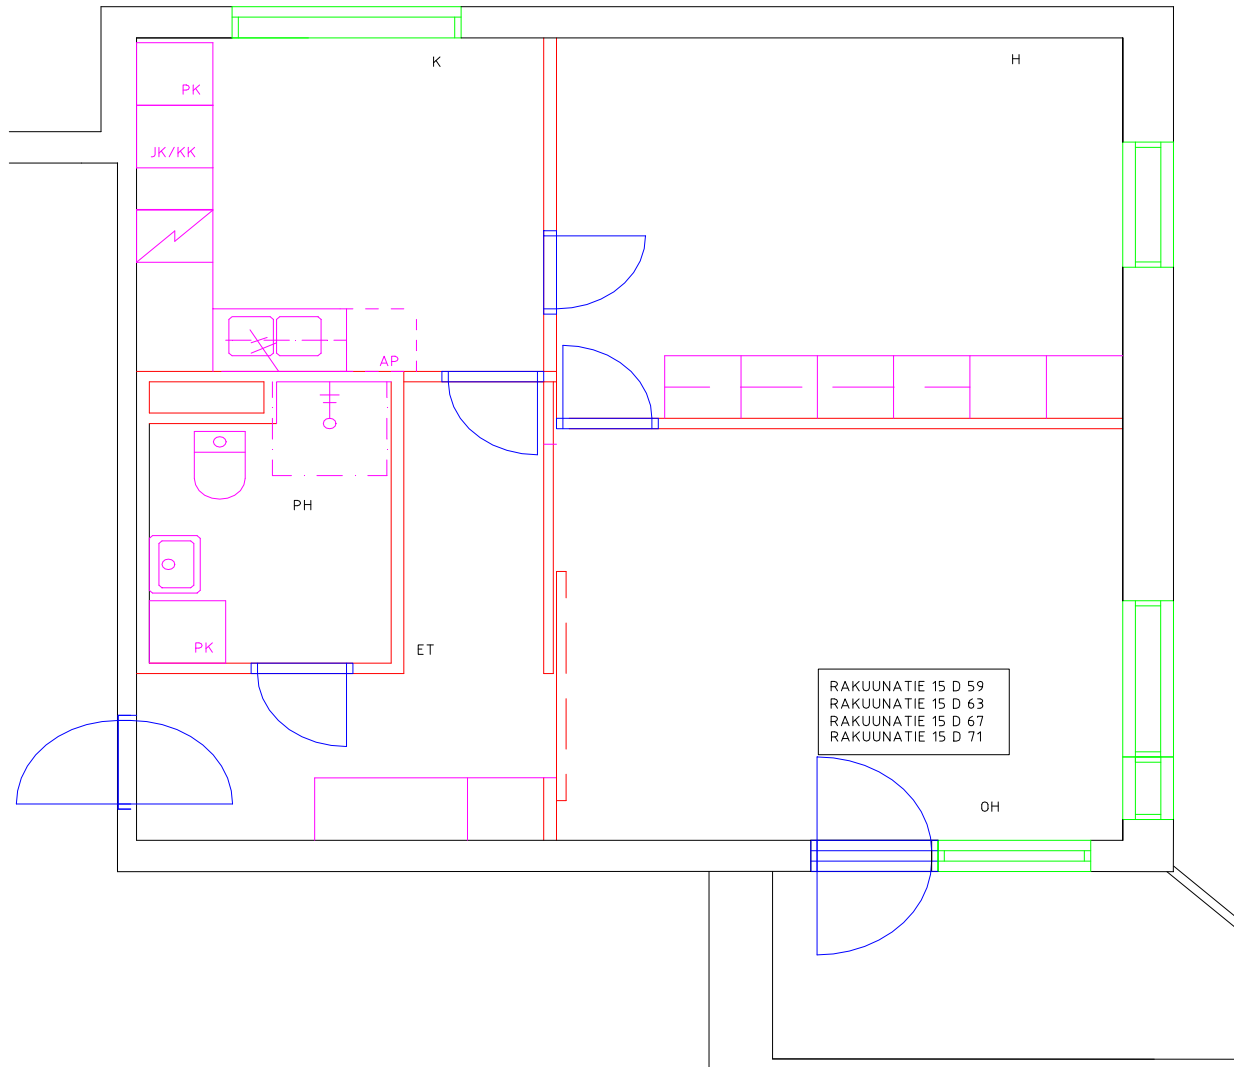 K
H
PK
JK/KK
AP
PH
ET
PK
RAKUUNATIE 15 D 59
RAKUUNATIE 15 D 63
RAKUUNATIE 15 D 67
RAKUUNATIE 15 D 71
OH